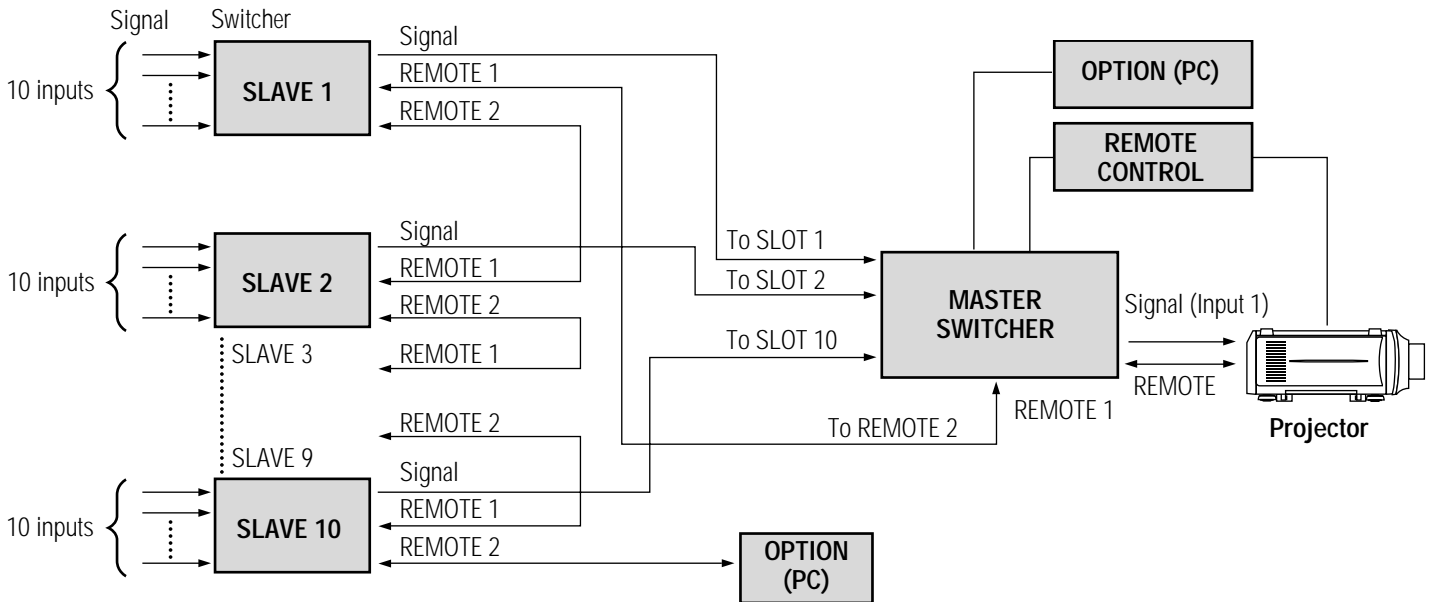 Signal Switcher
10 inputs
SLAVE 1
Signal
REMOTE 1
REMOTE 2
10 inputs
SLAVE 2
Signal
REMOTE 1
REMOTE 2
SLAVE 3
REMOTE 1
REMOTE 2
SLAVE 9
10 inputs
SLAVE 10
Signal
REMOTE 1
REMOTE 2
OPTION
(PC)
To SLOT 1
To SLOT 2
To SLOT 10
To REMOTE 2
OPTION (PC)
REMOTE
CONTROL
MASTER
SWITCHER
REMOTE 1
Signal (Input 1)
REMOTE
Projector